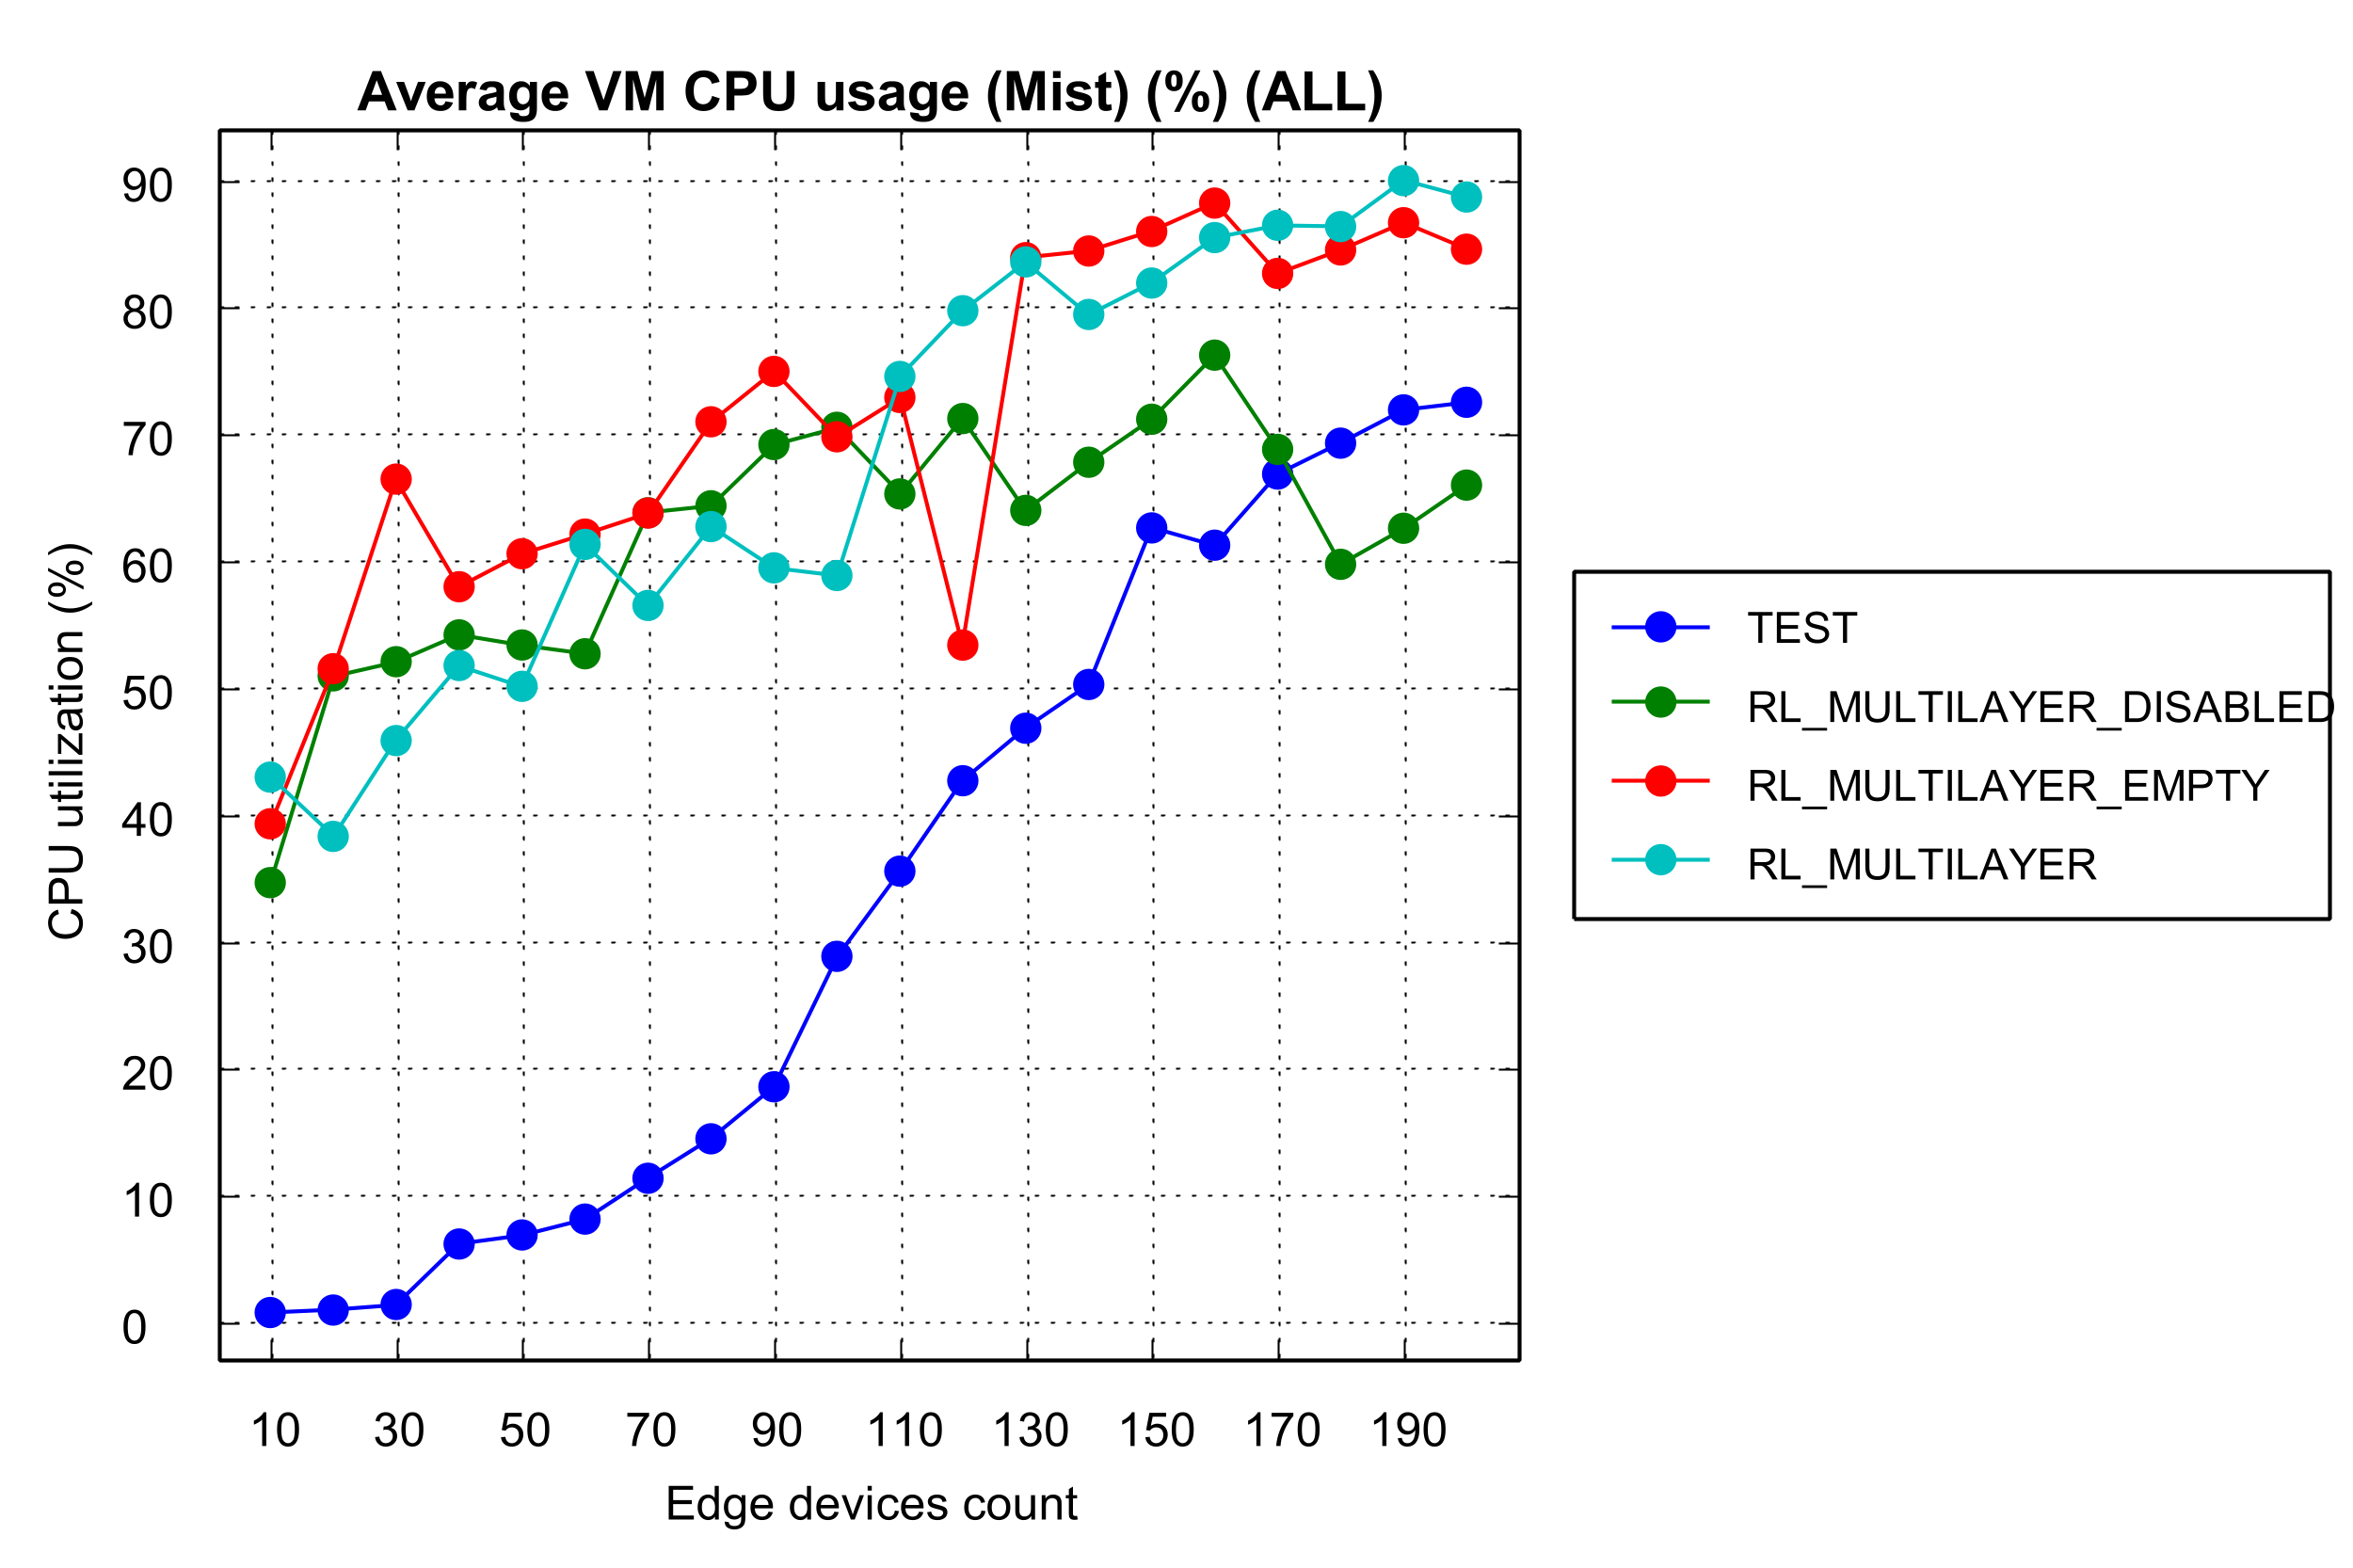 Average VM CPU usage (Mist) (%) (ALL)
CPU utilization (%)
90
80
70
60
50
40
30
20
10
0
10 30 50 70 90 110 130 150 170 190
Edge devices count
TEST
RL_MULTILAYER_DISABLED
RL_MULTILAYER_EMPTY
RL_MULTILAYER